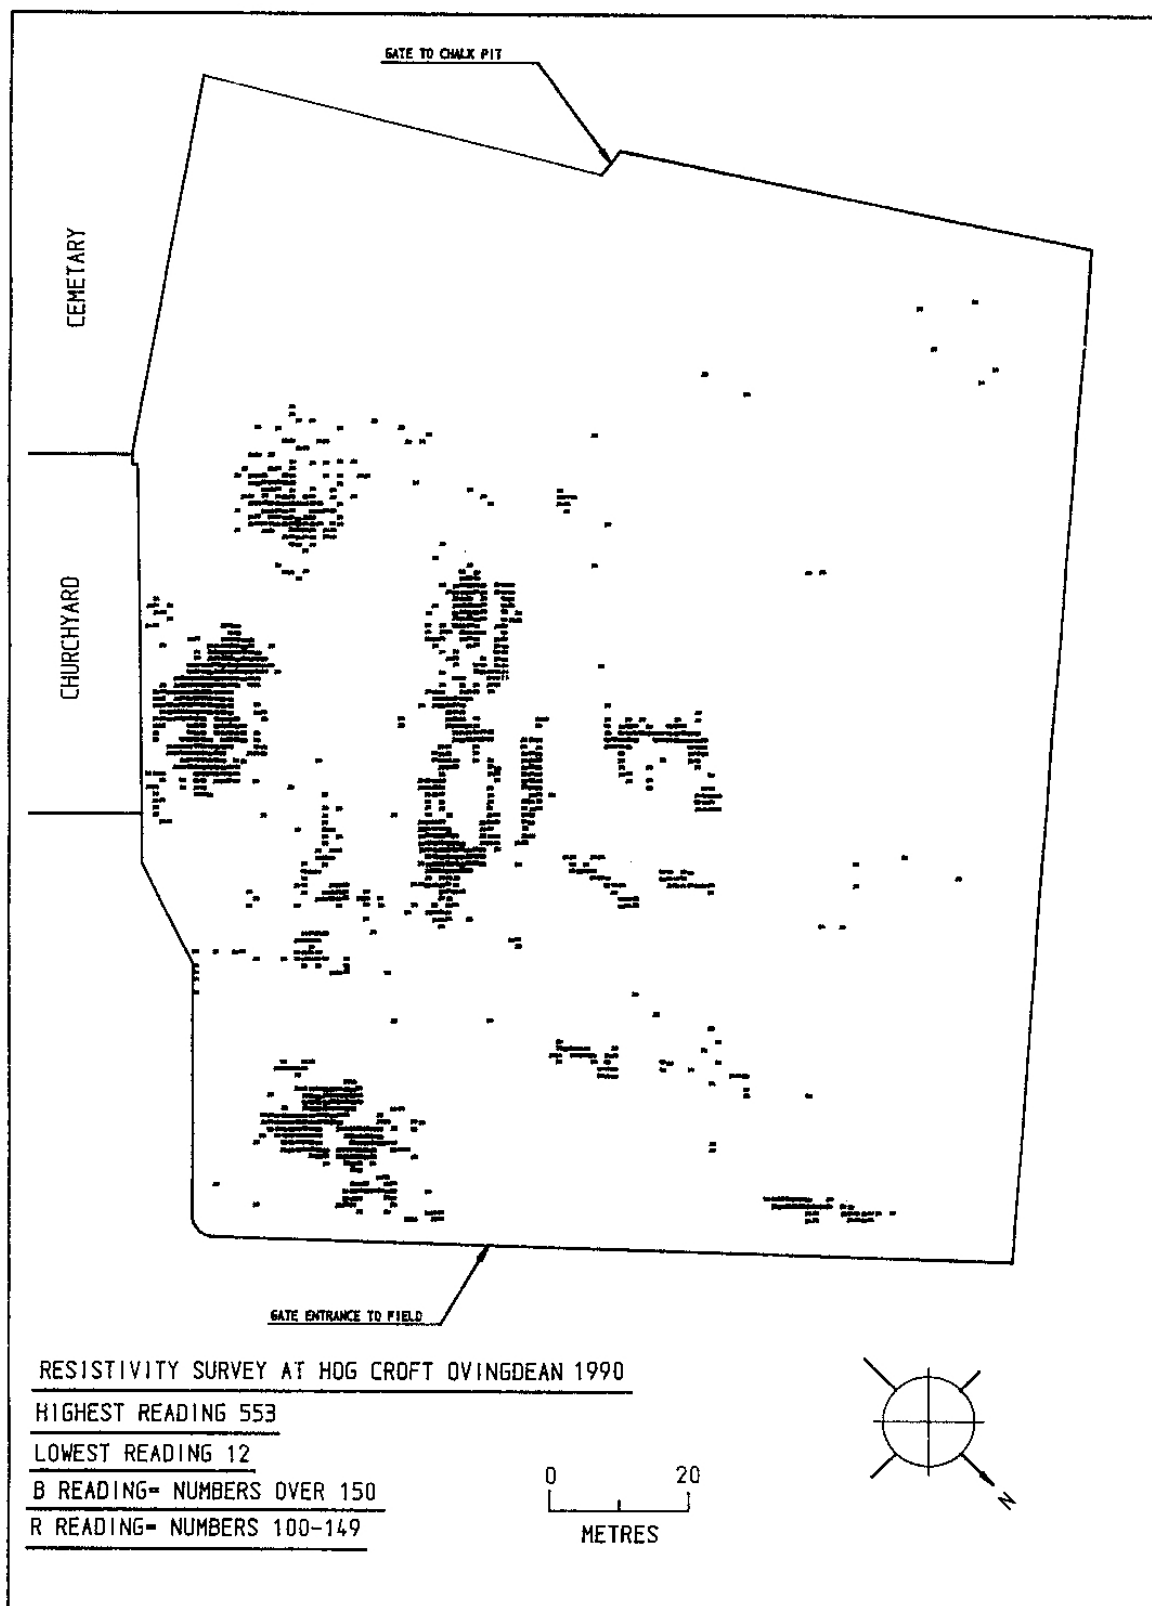 GATE TO CHALK PIT
CEMETARY
CHURCHYARD
GATE ENTRANCE TO FIELD
RESISTIVITY SURVEY AT HOG CROFT OVINGDEAN 1990
HIGHEST READING 553
LOWEST READING 12
B READING= NUMBERS OVER 150
R READING= NUMBERS 100-149
0 20
METRES
N